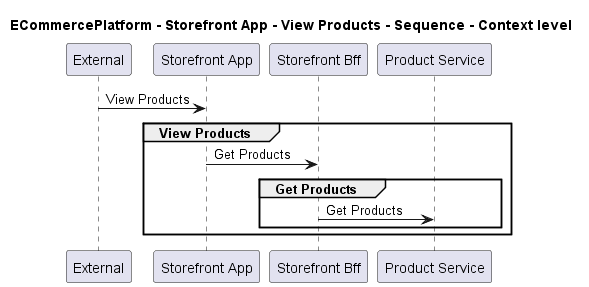 ECommercePlatform - Storefront App - View Products - Sequence - Context level
External Storefront App Storefront Bff Product Service
View Products
View Products
Get Products
Get Products
Get Products
External Storefront App Storefront Bff Product Service